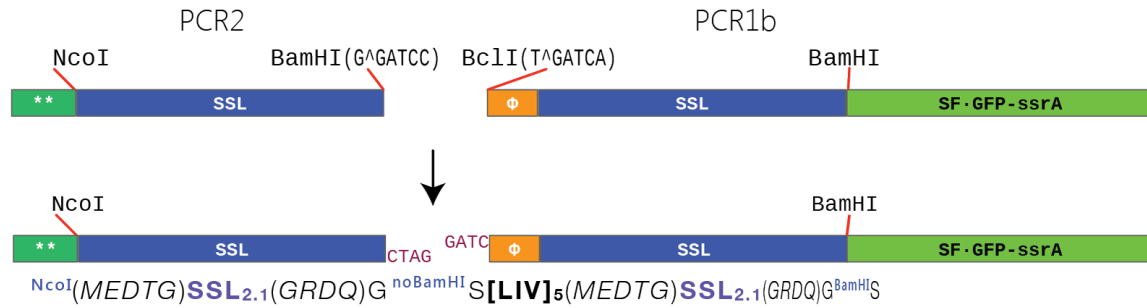 PCR2 PCR1b
NcoI BamHI(G^GATCC) BclI(T^GATCA) BamHI
** SSL Φ SSL SF·GFP-ssrA
NcoI BamHI
** SSL CTAG GATC Φ SSL SF·GFP-ssrA
NcoI(MEDTG)SSL2.1(GRDQ)G noBamHI S[LIV]5(MEDTG)SSL2.1(GRDQ)GBamHIS